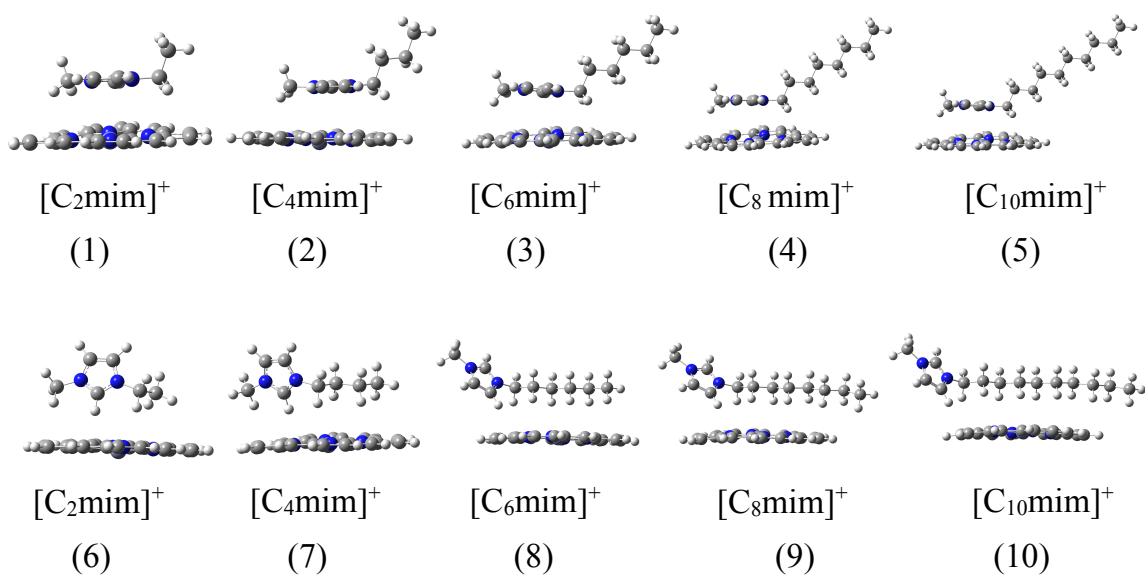 [C₂mim]⁺ [C₄mim]⁺ [C₆mim]⁺ [C₈ mim]⁺ [C₁₀mim]⁺
(1) (2) (3) (4) (5)
[C₂mim]⁺ [C₄mim]⁺ [C₆mim]⁺ [C₈mim]⁺ [C₁₀mim]⁺
(6) (7) (8) (9) (10)